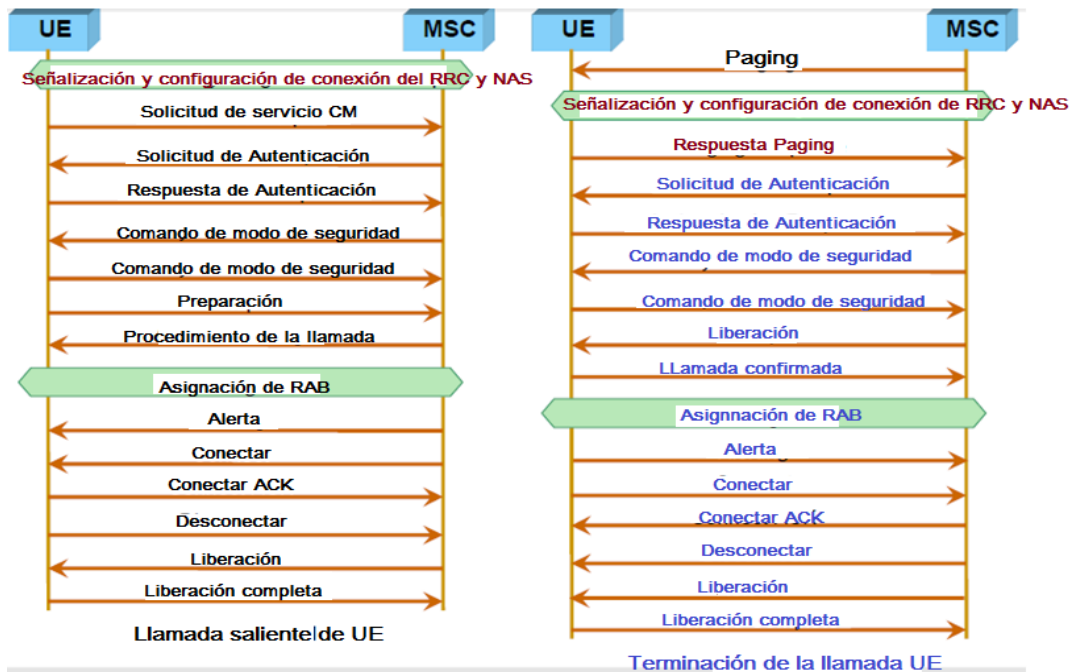 UE
MSC
Señalización y configuración de conexión del RRC y NAS
Solicitud de servicio CM
Solicitud de Autenticación
Respuesta de Autenticación
Comando de modo de seguridad
Comando de modo de seguridad
Preparación
Procedimiento de la llamada
Asignación de RAB
Alerta
Conectar
Conectar ACK
Desconectar
Liberación
Liberación completa
Llamada saliente de UE
UE
MSC
Paging
Señalización y configuración de conexión de RRC y NAS
Respuesta Paging
Solicitud de Autenticación
Respuesta de Autenticación
Comando de modo de seguridad
Comando de modo de seguridad
Liberación
LLamada confirmada
Asignnación de RAB
Alerta
Conectar
Conectar ACK
Desconectar
Liberación
Liberación completa
Terminación de la llamada UE